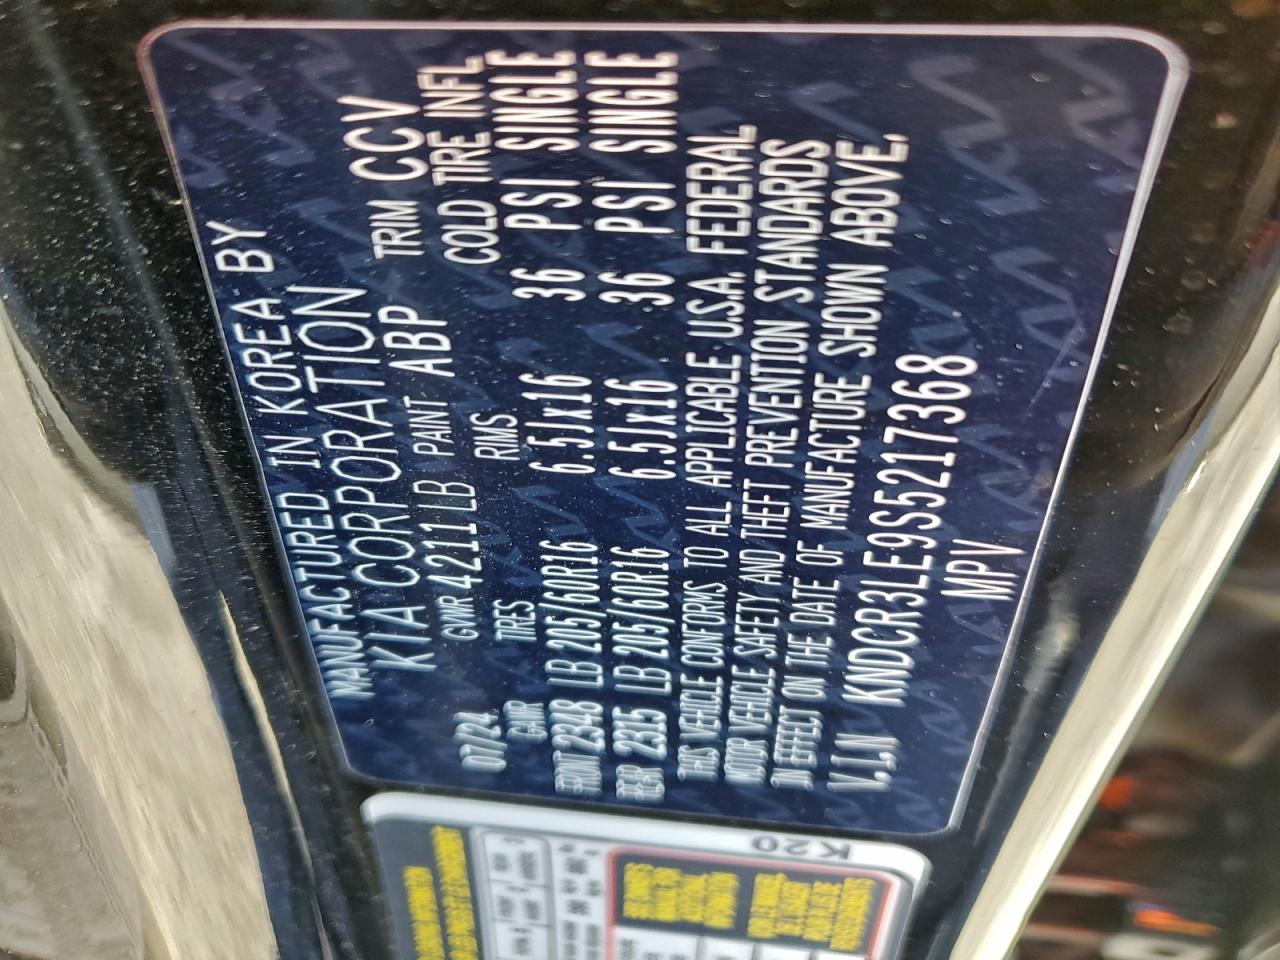 MANUFACTURED IN KOREA BY
KIA CORPORATION
07/24 GVWR 4211 LB PAINT ABP TRM CCV
GAWR TIRES RIMS COLD TIRE INFL
FRONT 2348 LB 205/60R16 6.5Jx16 36 PSI SINGLE
REAR 2315 LB 205/60R16 6.5Jx16 36 PSI SINGLE
THIS VEHICLE CONFORMS TO ALL APPLICABLE U.S.A. FEDERAL
MOTOR VEHICLE SAFETY AND THEFT PREVENTION STANDARDS
IN EFFECT ON THE DATE OF MANUFACTURE SHOWN ABOVE.
V.I.N KNDCR3LE9S5217368
MPV
K20